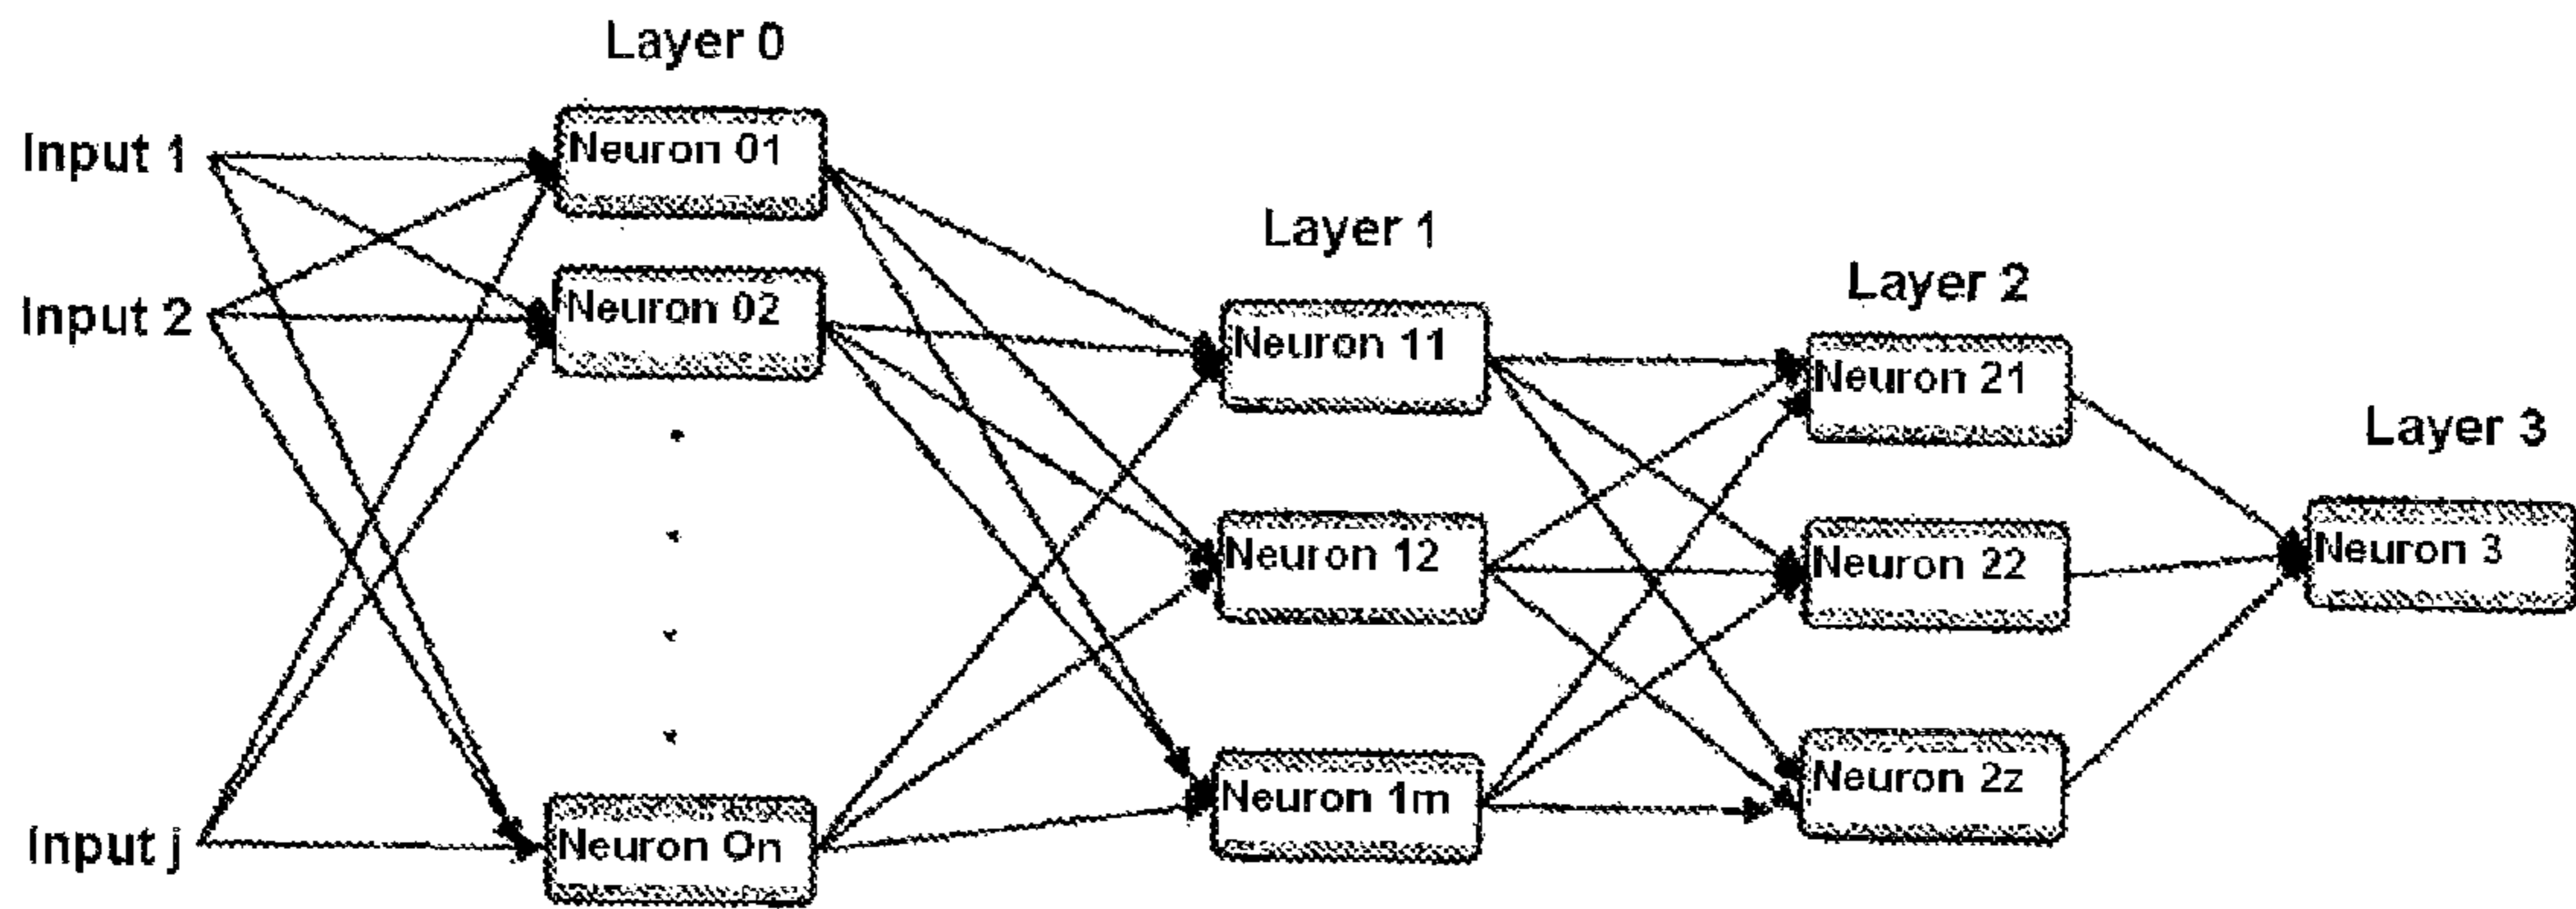 Layer 0
Input 1
Neuron 01
Layer 1
Input 2
Neuron 02
Layer 2
Neuron 11
Neuron 21
Layer 3
Neuron 12
Neuron 22
Neuron 3
Input j
Neuron On
Neuron 1m
Neuron 2z